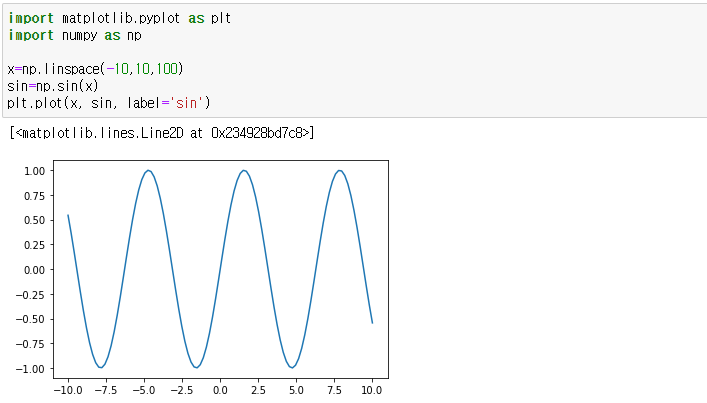 import matplotlib.pyplot as plt
import numpy as np
x=np.linspace(-10,10,100)
sin=np.sin(x)
plt.plot(x, sin, label='sin')
[<matplotlib.lines.Line2D at 0x234928bd7c8>]
1.00
0.75
0.50
0.25
0.00
−0.25
−0.50
−0.75
−1.00
−10.0 −7.5 −5.0 −2.5 0.0 2.5 5.0 7.5 10.0